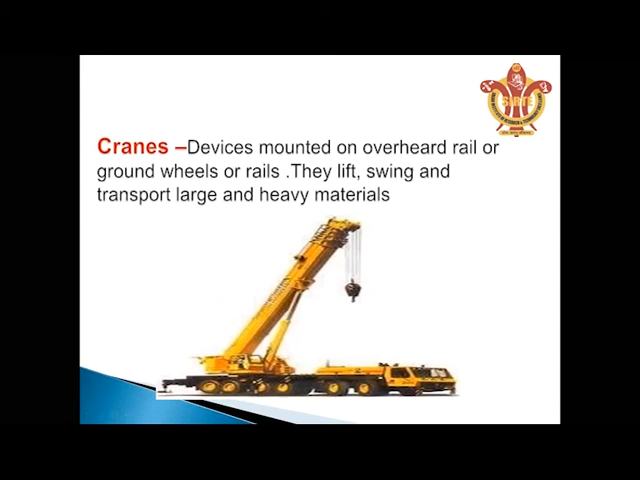 SIRTE
Cranes –Devices mounted on overheard rail or
ground wheels or rails .They lift, swing and
transport large and heavy materials